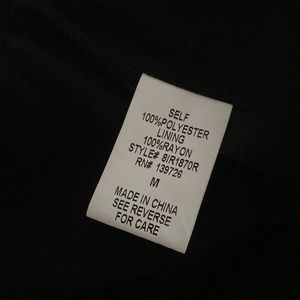 SELF
100%POLYESTER
LINING
100%RAYON
STYLE# 8IR1870R
RN# 139726
M
MADE IN CHINA
SEE REVERSE
FOR CARE